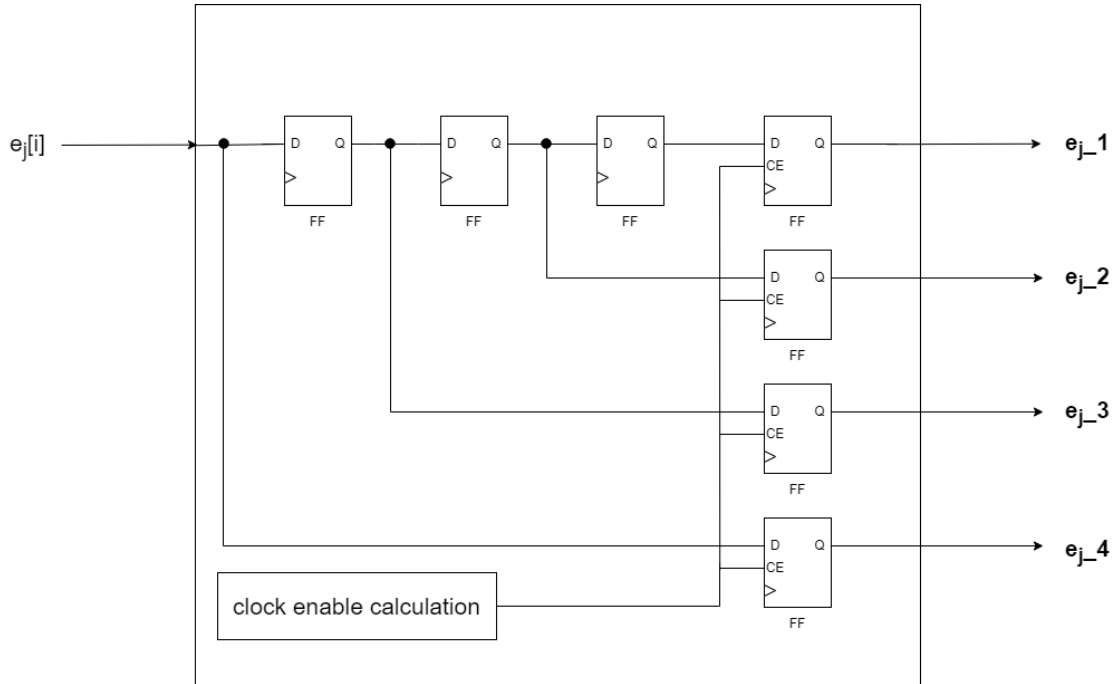 e_j[i]
D Q
D Q
D Q
D Q
CE
e_j_1
FF
FF
FF
FF
D Q
CE
e_j_2
FF
D Q
CE
e_j_3
FF
D Q
CE
e_j_4
FF
clock enable calculation